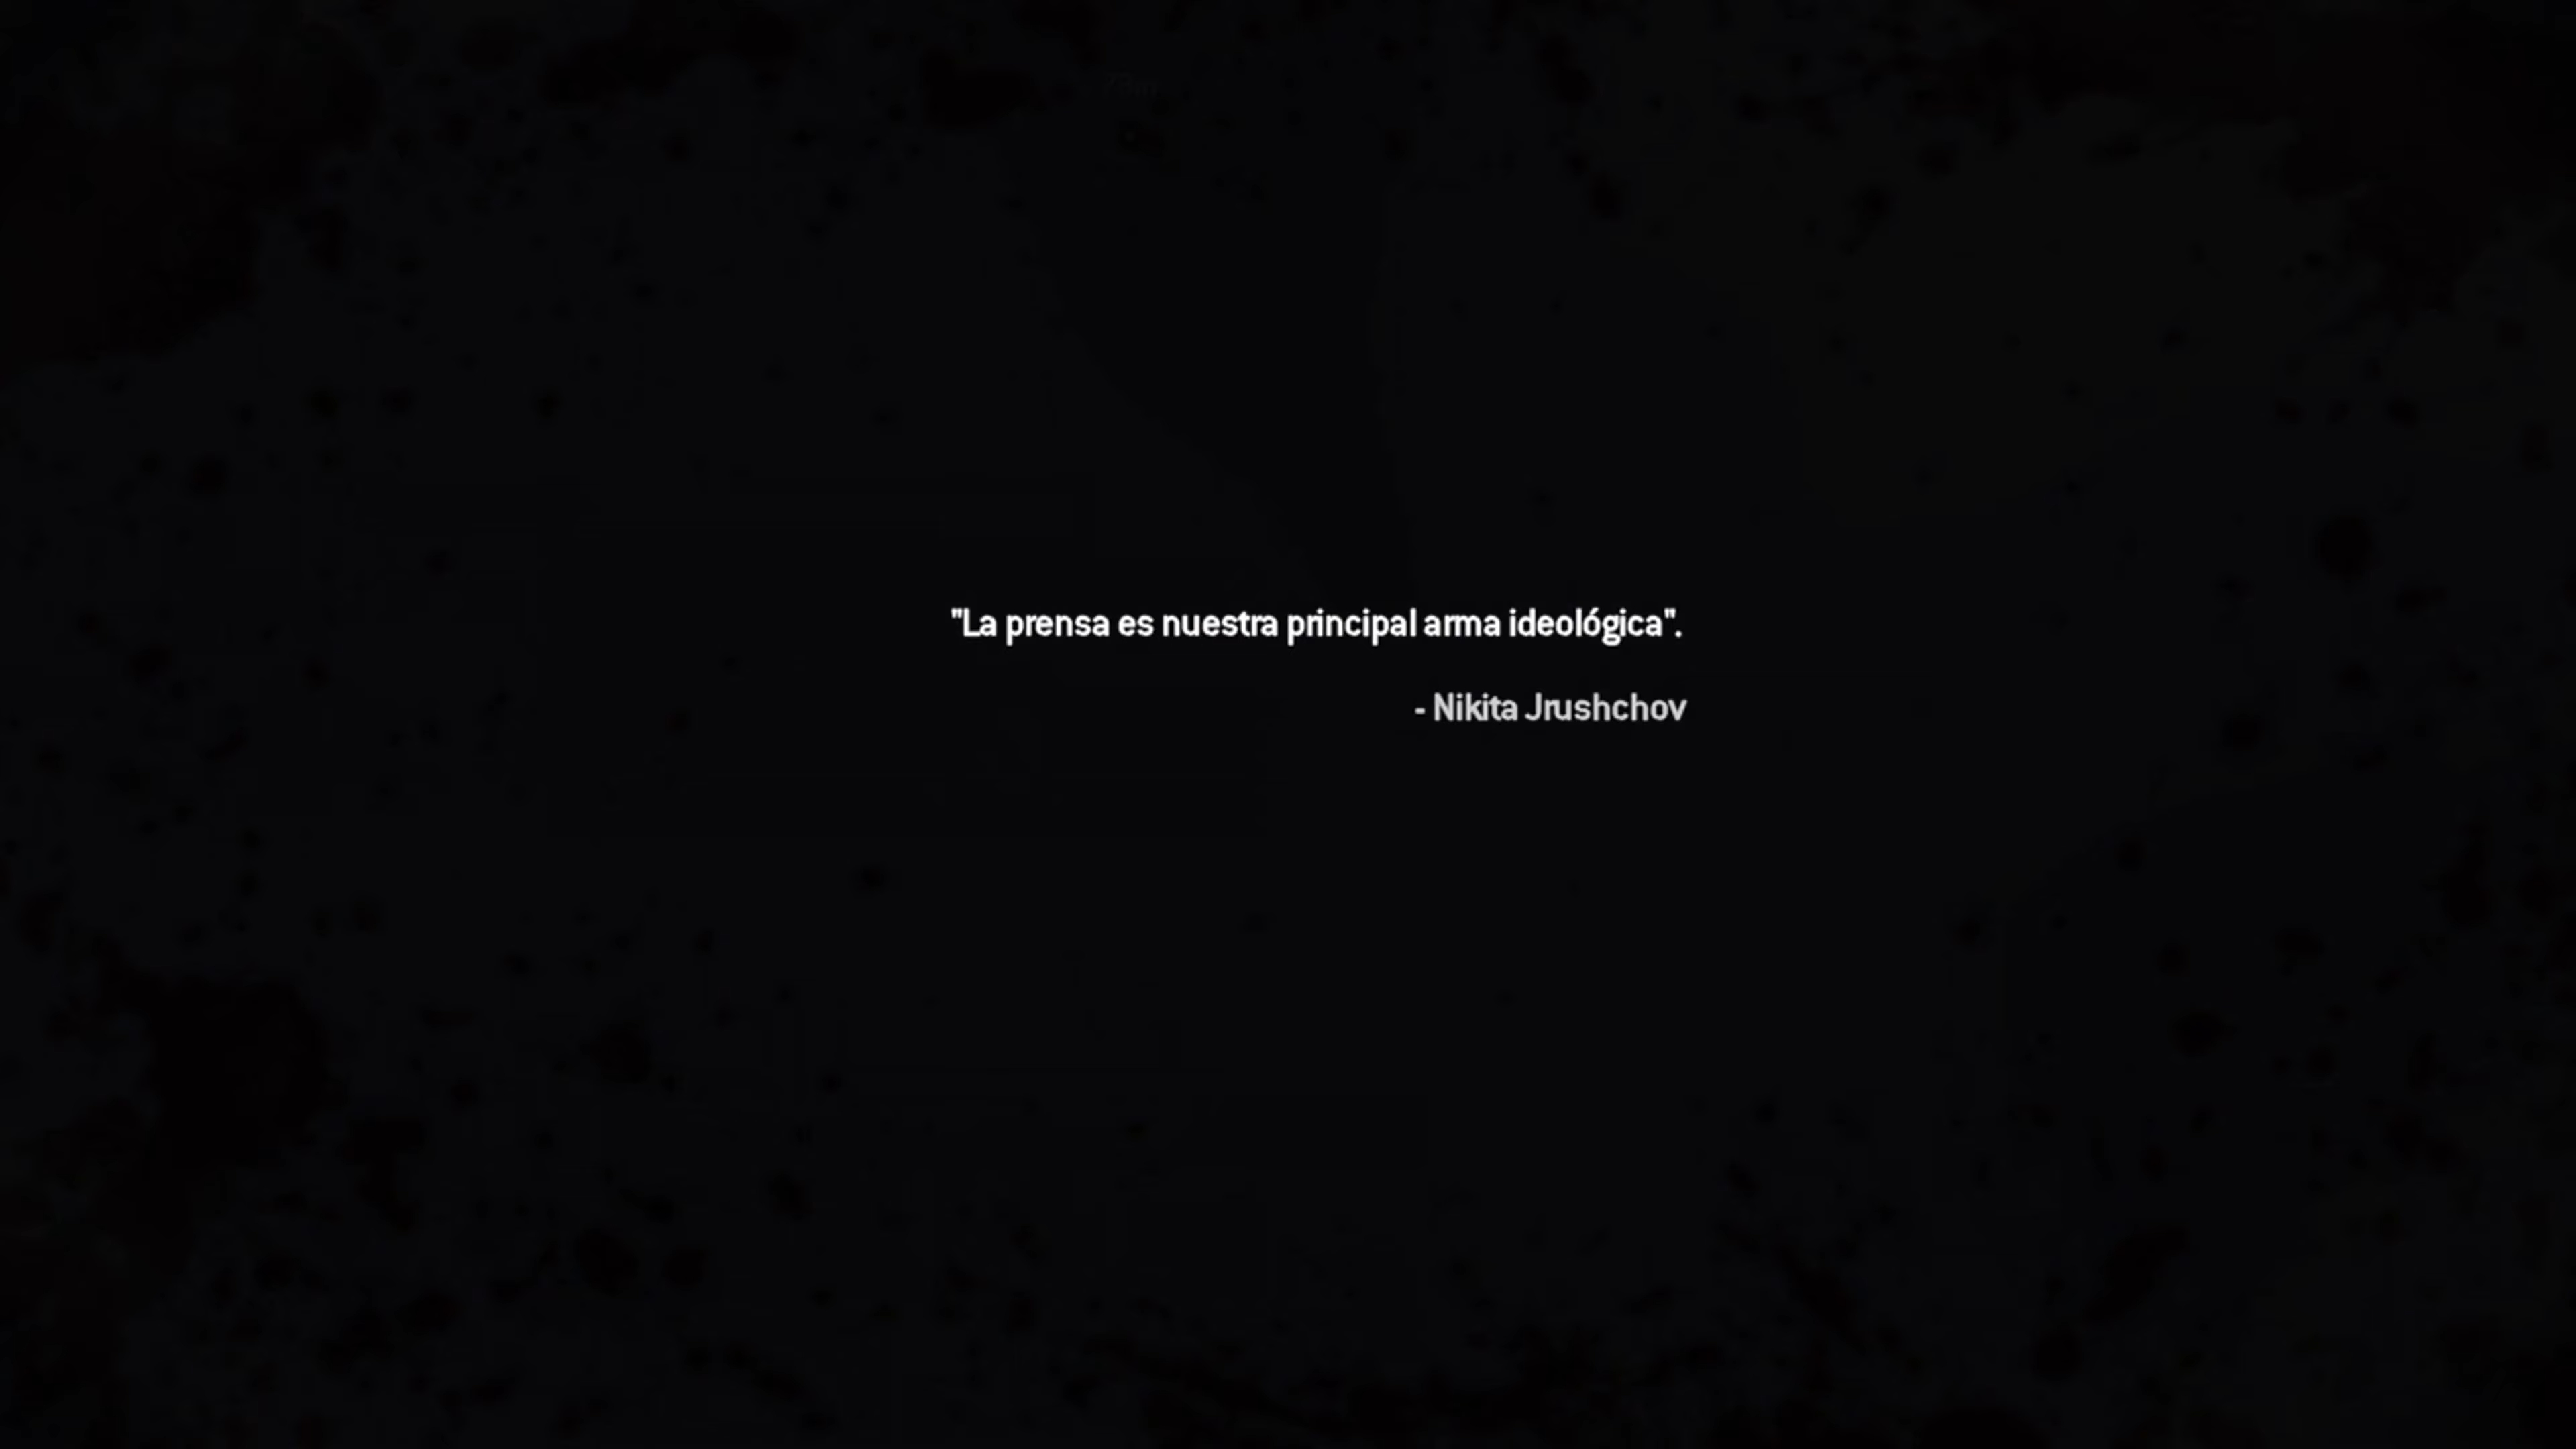 "La prensa es nuestra principal arma ideológica".
- Nikita Jrushchov